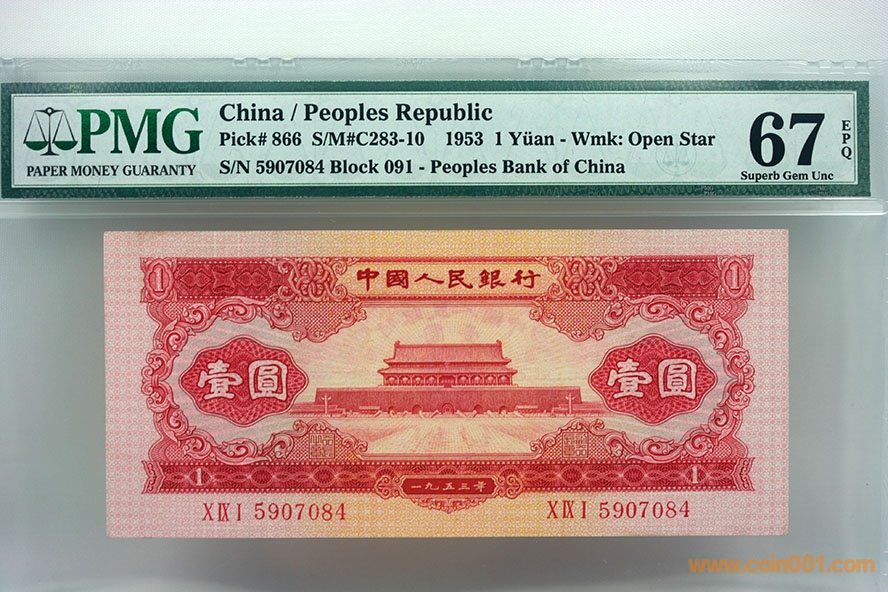 PMG
PAPER MONEY GUARANTY
China / Peoples Republic
Pick# 866 S/M#C283-10 1953 1 Yüan - Wmk: Open Star
S/N 5907084 Block 091 - Peoples Bank of China
67
EPQ
Superb Gem Unc
中國人民銀行
1
1
壹圓
壹圓
1
1
一九五三年
X IX I 5907084
X IX I 5907084
www.coin001.com